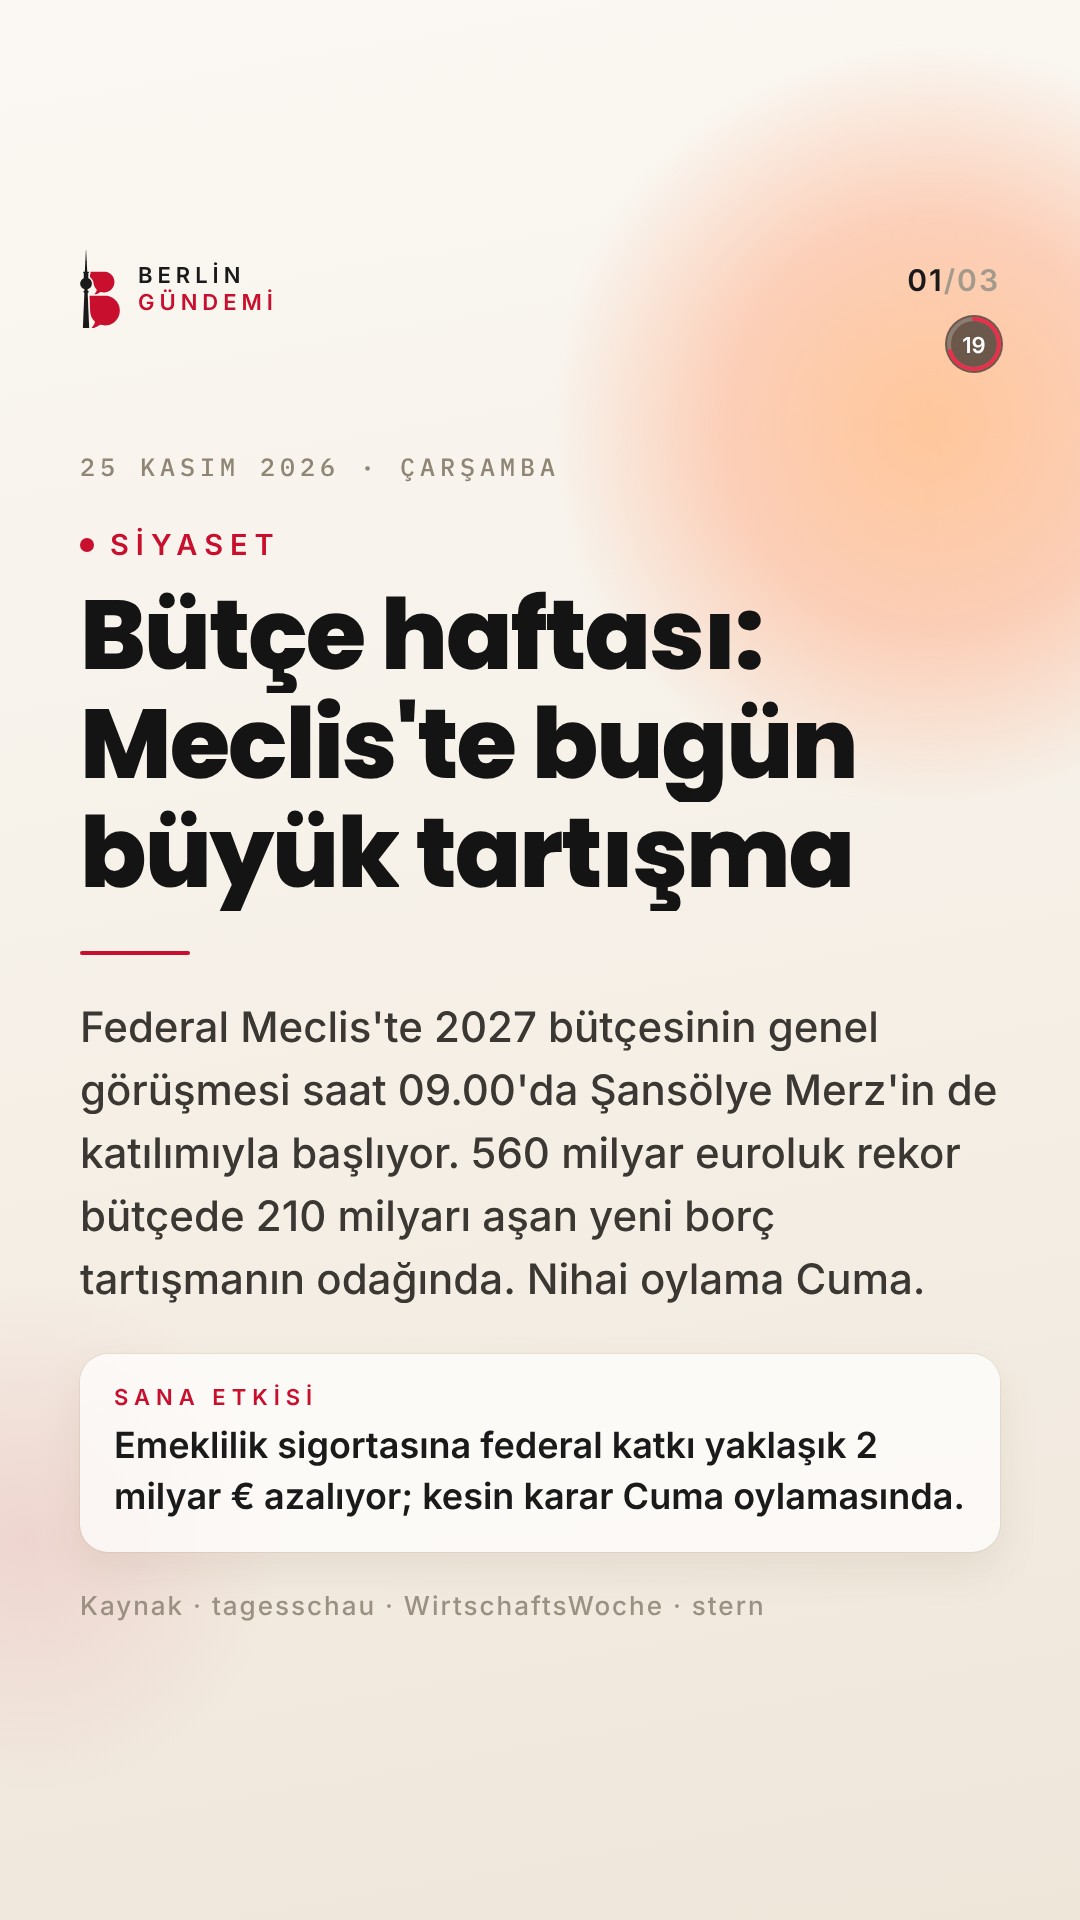 BERLİN
GÜNDEMİ
01/03
19
25 KASIM 2026 · ÇARŞAMBA
SİYASET
Bütçe haftası:
Meclis'te bugün
büyük tartışma
Federal Meclis'te 2027 bütçesinin genel
görüşmesi saat 09.00'da Şansölye Merz'in de
katılımıyla başlıyor. 560 milyar euroluk rekor
bütçede 210 milyarı aşan yeni borç
tartışmanın odağında. Nihai oylama Cuma.
SANA ETKİSİ
Emeklilik sigortasına federal katkı yaklaşık 2
milyar € azalıyor; kesin karar Cuma oylamasında.
Kaynak · tagesschau · WirtschaftsWoche · stern